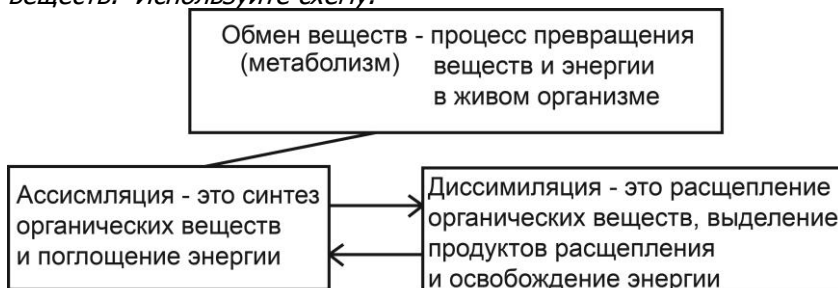 веществ. Используйте схему.
Обмен веществ - процесс превращения
(метаболизм) веществ и энергии
в живом организме
Ассисмляция - это синтез
органических веществ
и поглощение энергии
Диссимиляция - это расщепление
органических веществ, выделение
продуктов расщепления
и освобождение энергии